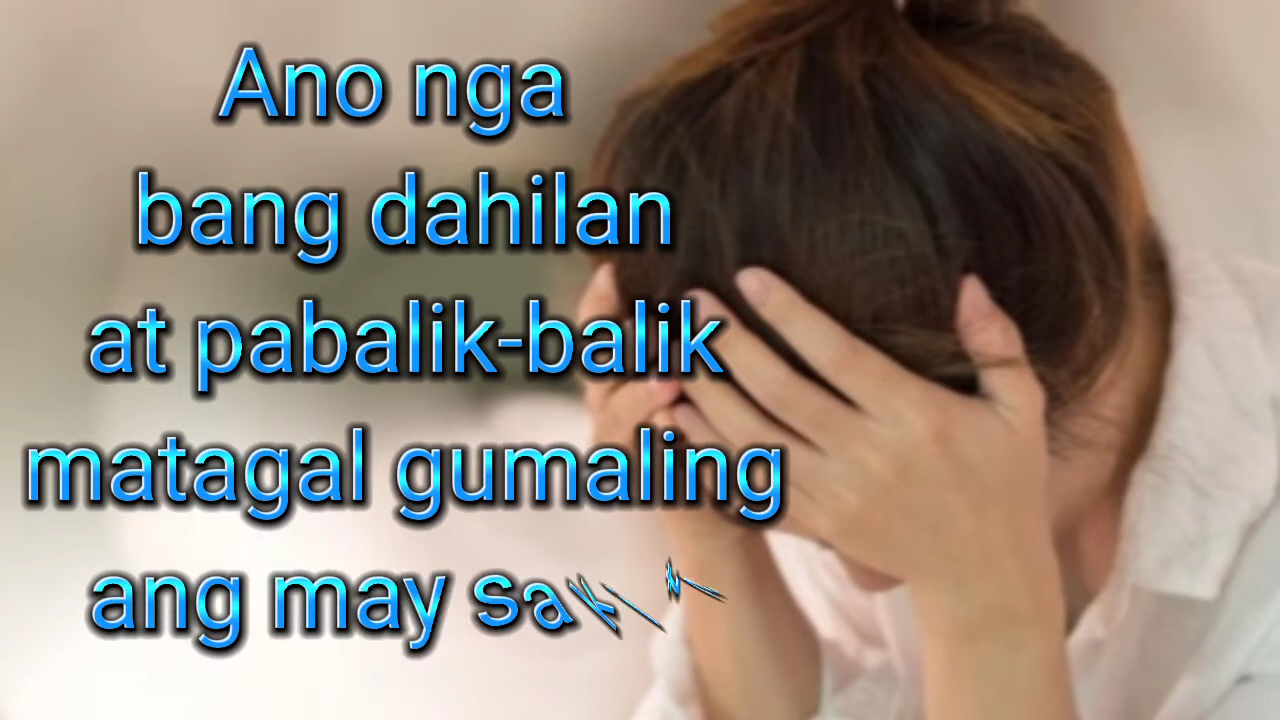 Ano nga
bang dahilan
at pabalik-balik
matagal gumaling
ang may